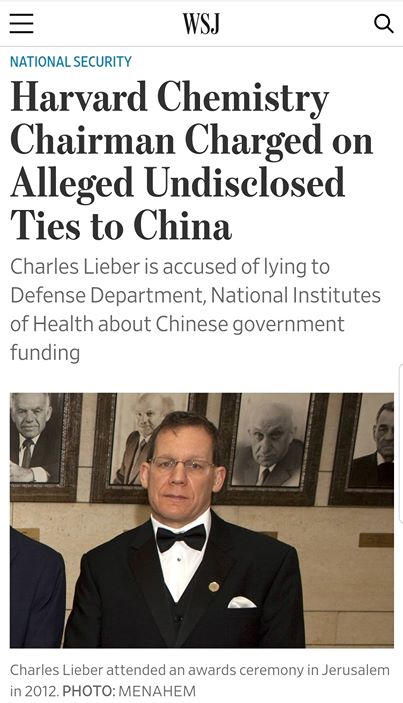 WSJ
NATIONAL SECURITY
Harvard Chemistry
Chairman Charged on
Alleged Undisclosed
Ties to China
Charles Lieber is accused of lying to
Defense Department, National Institutes
of Health about Chinese government
funding
Charles Lieber attended an awards ceremony in Jerusalem
in 2012. PHOTO: MENAHEM